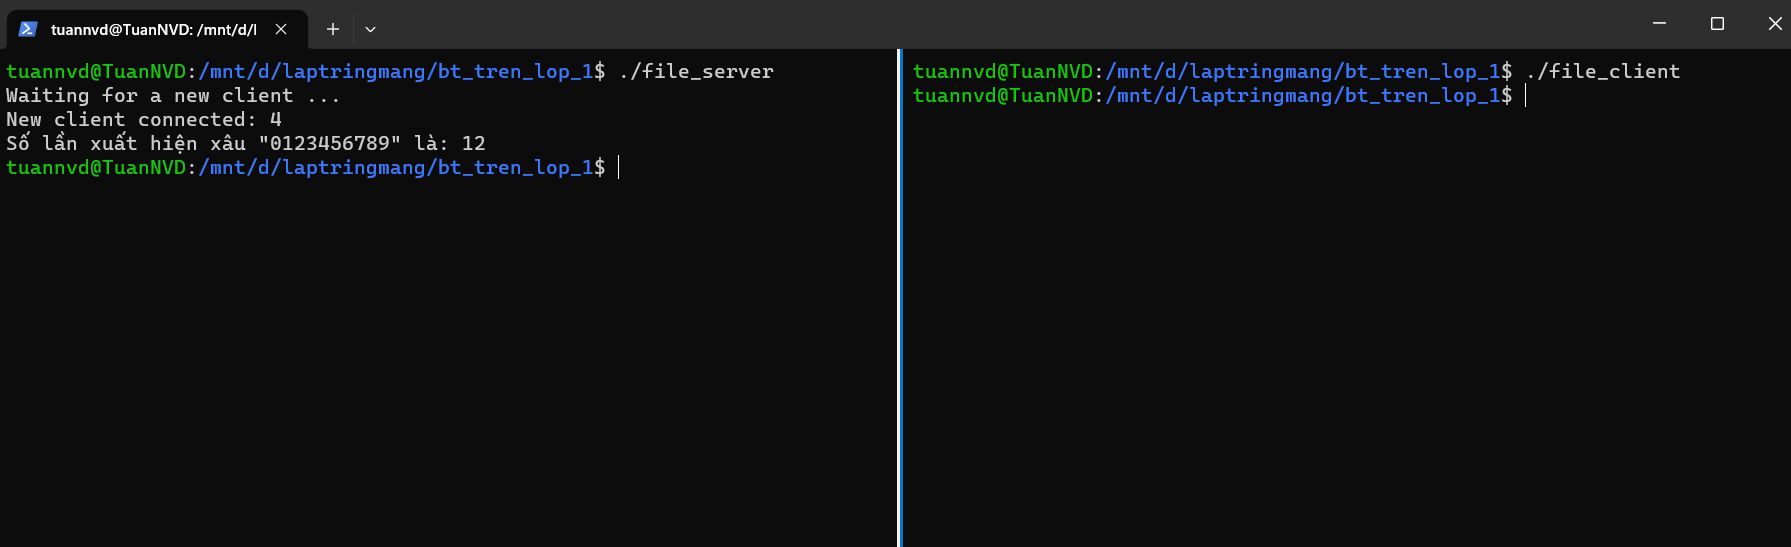 tuannvd@TuanNVD: /mnt/d/l
tuannvd@TuanNVD:/mnt/d/laptringmang/bt_tren_lop_1$ ./file_server
Waiting for a new client ...
New client connected: 4
Số lần xuất hiện xâu "0123456789" là: 12
tuannvd@TuanNVD:/mnt/d/laptringmang/bt_tren_lop_1$
tuannvd@TuanNVD:/mnt/d/laptringmang/bt_tren_lop_1$ ./file_client
tuannvd@TuanNVD:/mnt/d/laptringmang/bt_tren_lop_1$